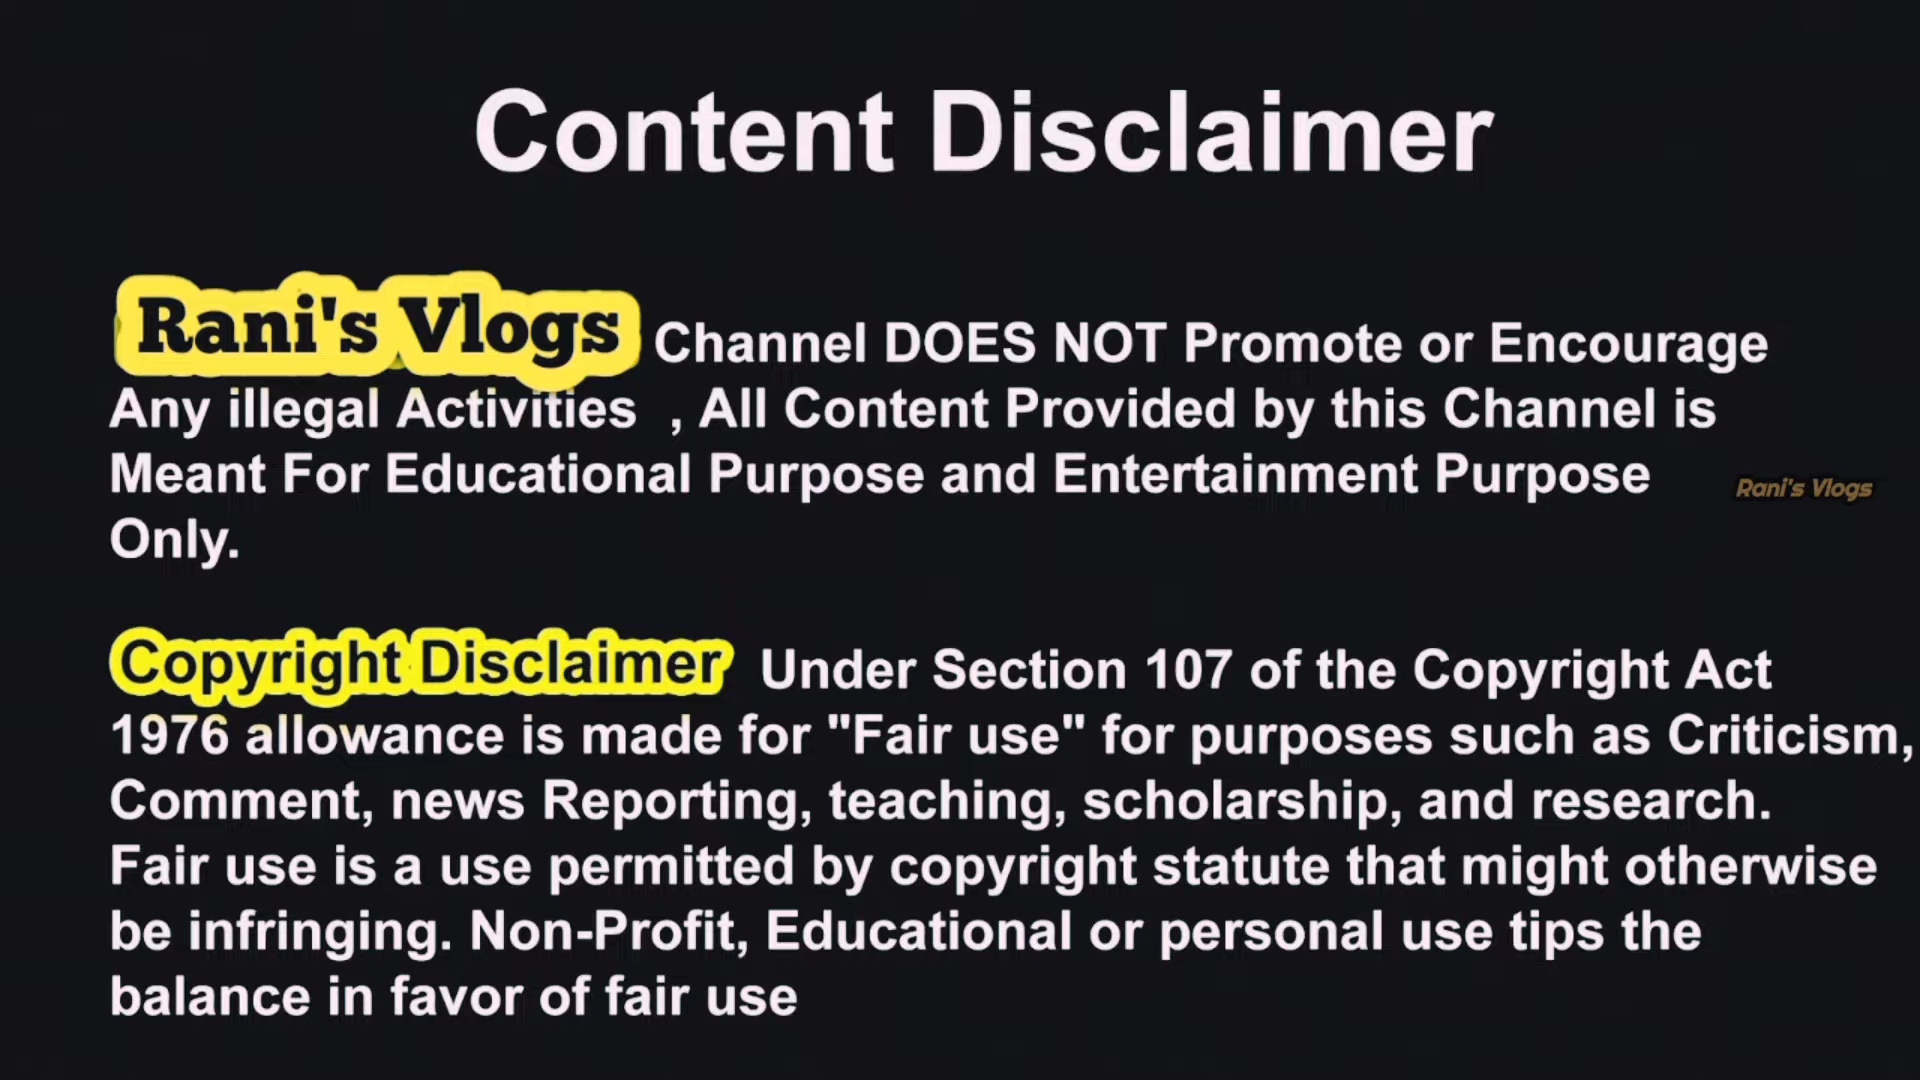 Content Disclaimer
Rani's Vlogs Channel DOES NOT Promote or Encourage
Any illegal Activities , All Content Provided by this Channel is
Meant For Educational Purpose and Entertainment Purpose
Rani's Vlogs
Only.
Copyright Disclaimer Under Section 107 of the Copyright Act
1976 allowance is made for "Fair use" for purposes such as Criticism,
Comment, news Reporting, teaching, scholarship, and research.
Fair use is a use permitted by copyright statute that might otherwise
be infringing. Non-Profit, Educational or personal use tips the
balance in favor of fair use